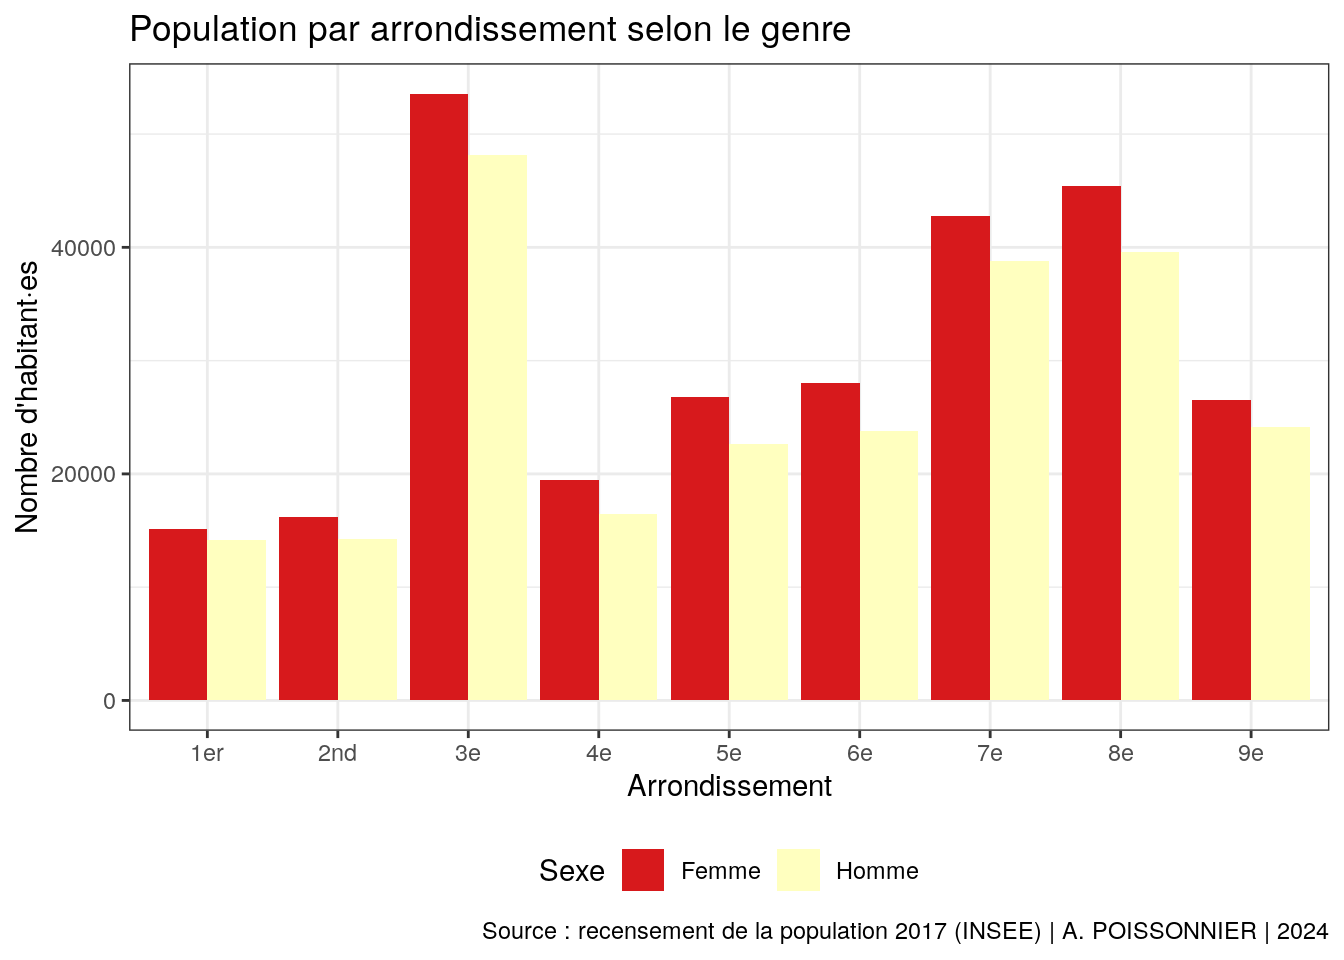 Population par arrondissement selon le genre
Nombre d'habitant·es
40000
20000
0
1er 2nd 3e 4e 5e 6e 7e 8e 9e
Arrondissement
Sexe Femme Homme
Source : recensement de la population 2017 (INSEE) | A. POISSONNIER | 2024